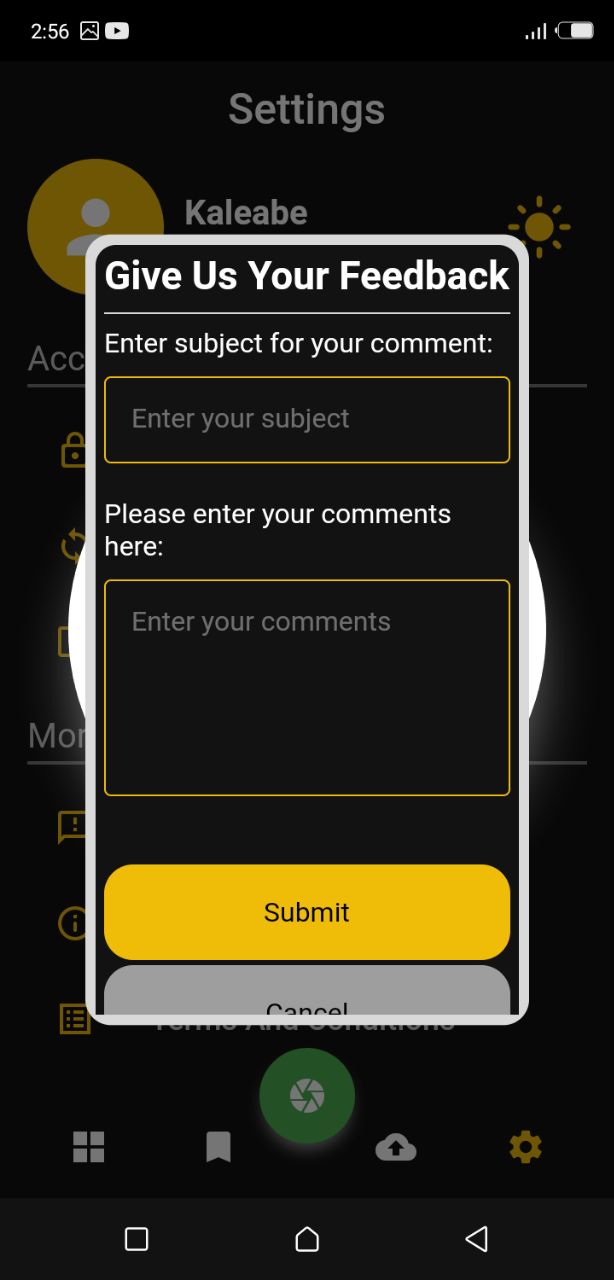 2:56
Settings
Kaleabe
Give Us Your Feedback
Enter subject for your comment:
Acc
Enter your subject
Please enter your comments
here:
Enter your comments
Mor
Submit
Cancel
Terms And Conditions